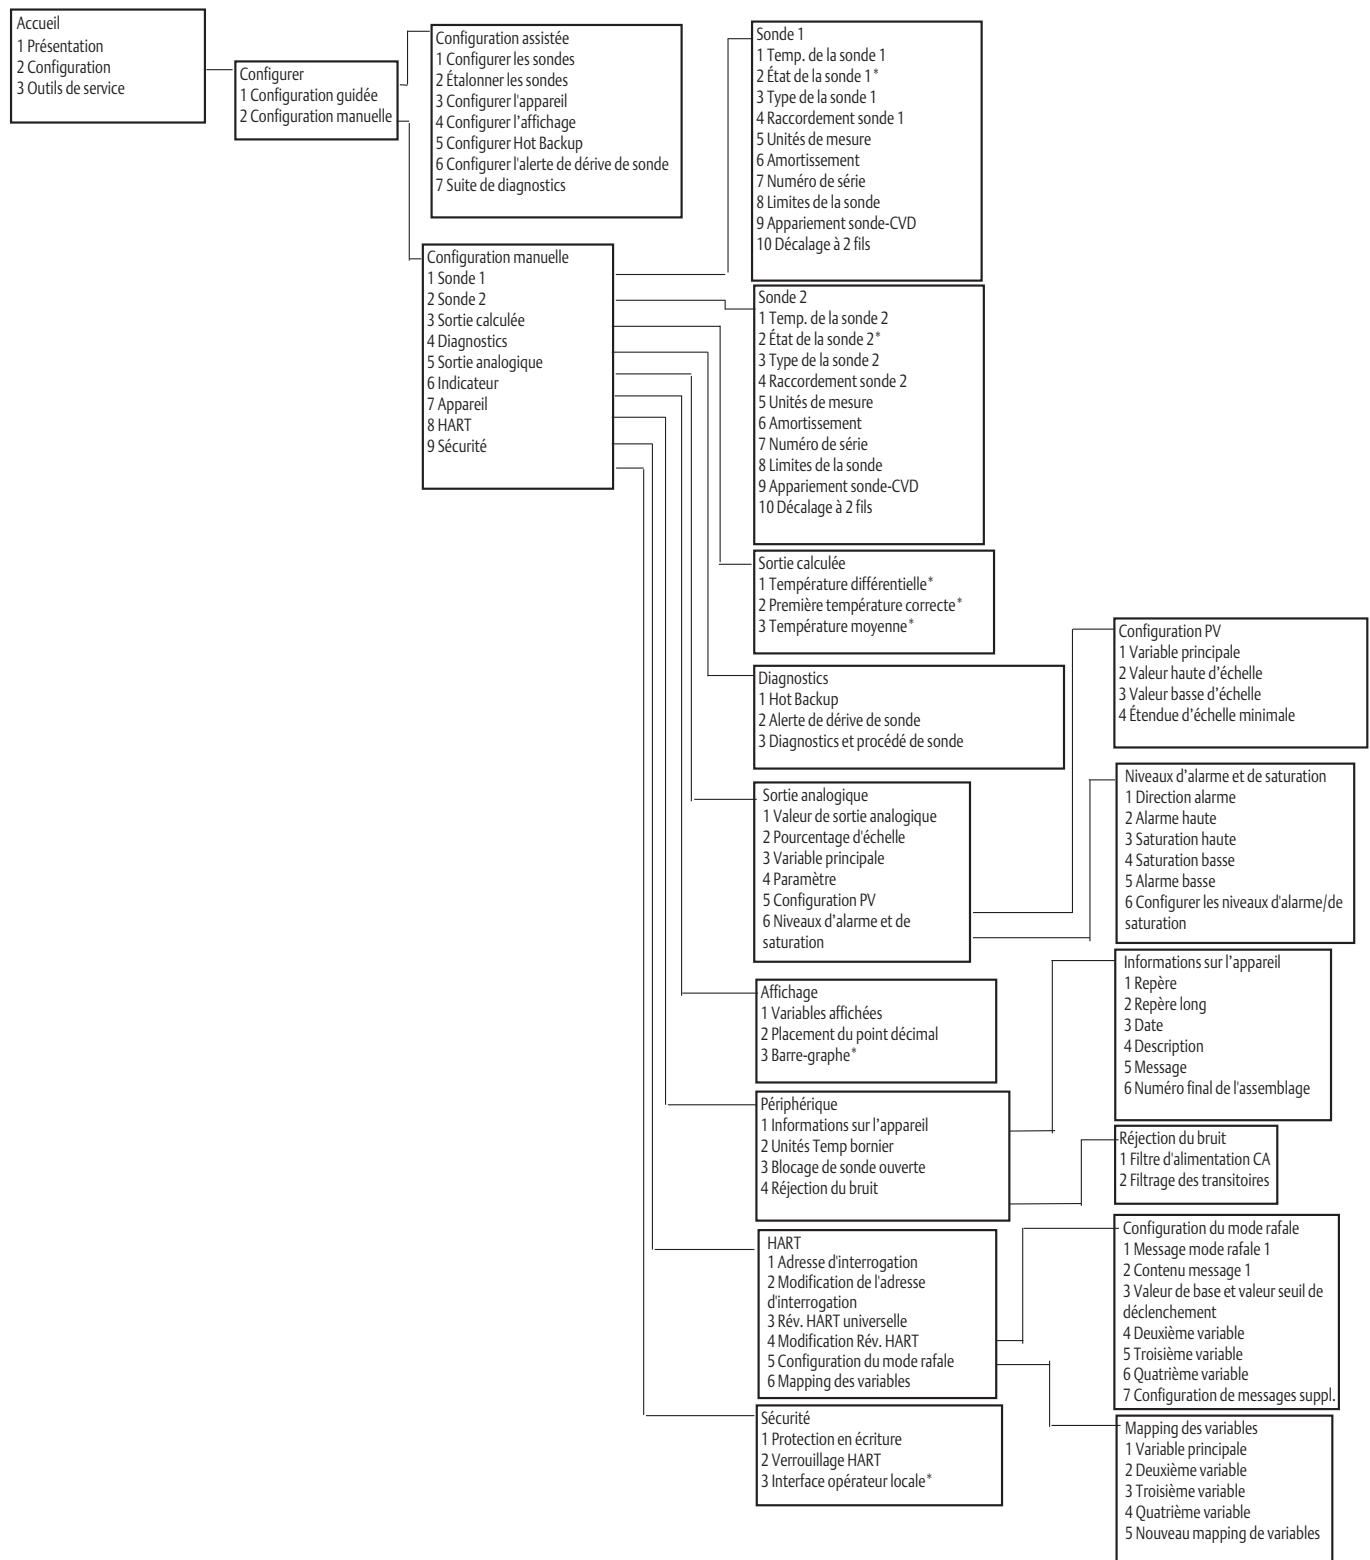 Accueil
1 Présentation
2 Configuration
3 Outils de service
Configurer
1 Configuration guidée
2 Configuration manuelle
Configuration assistée
1 Configurer les sondes
2 Étalonner les sondes
3 Configurer l'appareil
4 Configurer l’affichage
5 Configurer Hot Backup
6 Configurer l'alerte de dérive de sonde
7 Suite de diagnostics
Configuration manuelle
1 Sonde 1
2 Sonde 2
3 Sortie calculée
4 Diagnostics
5 Sortie analogique
6 Indicateur
7 Appareil
8 HART
9 Sécurité
Sonde 1
1 Temp. de la sonde 1
2 État de la sonde 1*
3 Type de la sonde 1
4 Raccordement sonde 1
5 Unités de mesure
6 Amortissement
7 Numéro de série
8 Limites de la sonde
9 Appariement sonde-CVD
10 Décalage à 2 fils
Sonde 2
1 Temp. de la sonde 2
2 État de la sonde 2*
3 Type de la sonde 2
4 Raccordement sonde 2
5 Unités de mesure
6 Amortissement
7 Numéro de série
8 Limites de la sonde
9 Appariement sonde-CVD
10 Décalage à 2 fils
Sortie calculée
1 Température différentielle*
2 Première température correcte*
3 Température moyenne*
Diagnostics
1 Hot Backup
2 Alerte de dérive de sonde
3 Diagnostics et procédé de sonde
Sortie analogique
1 Valeur de sortie analogique
2 Pourcentage d'échelle
3 Variable principale
4 Paramètre
5 Configuration PV
6 Niveaux d’alarme et de
saturation
Affichage
1 Variables affichées
2 Placement du point décimal
3 Barre-graphe*
Périphérique
1 Informations sur l’appareil
2 Unités Temp bornier
3 Blocage de sonde ouverte
4 Réjection du bruit
HART
1 Adresse d'interrogation
2 Modification de l'adresse
d'interrogation
3 Rév. HART universelle
4 Modification Rév. HART
5 Configuration du mode rafale
6 Mapping des variables
Sécurité
1 Protection en écriture
2 Verrouillage HART
3 Interface opérateur locale*
Configuration PV
1 Variable principale
2 Valeur haute d’échelle
3 Valeur basse d’échelle
4 Étendue d’échelle minimale
Niveaux d’alarme et de saturation
1 Direction alarme
2 Alarme haute
3 Saturation haute
4 Saturation basse
5 Alarme basse
6 Configurer les niveaux d'alarme/de
saturation
Informations sur l’appareil
1 Repère
2 Repère long
3 Date
4 Description
5 Message
6 Numéro final de l'assemblage
Réjection du bruit
1 Filtre d'alimentation CA
2 Filtrage des transitoires
Configuration du mode rafale
1 Message mode rafale 1
2 Contenu message 1
3 Valeur de base et valeur seuil de
déclenchement
4 Deuxième variable
5 Troisième variable
6 Quatrième variable
7 Configuration de messages suppl.
Mapping des variables
1 Variable principale
2 Deuxième variable
3 Troisième variable
4 Quatrième variable
5 Nouveau mapping de variables